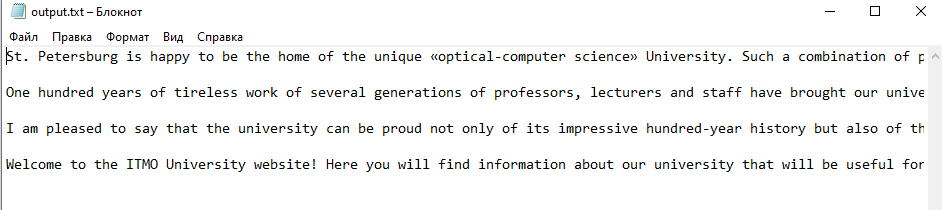 output.txt – Блокнот
Файл Правка Формат Вид Справка
St. Petersburg is happy to be the home of the unique «optical-computer science» University. Such a combination of
One hundred years of tireless work of several generations of professors, lecturers and staff have brought our
I am pleased to say that the university can be proud not only of its impressive hundred-year history but also of
Welcome to the ITMO University website! Here you will find information about our university that will be useful for